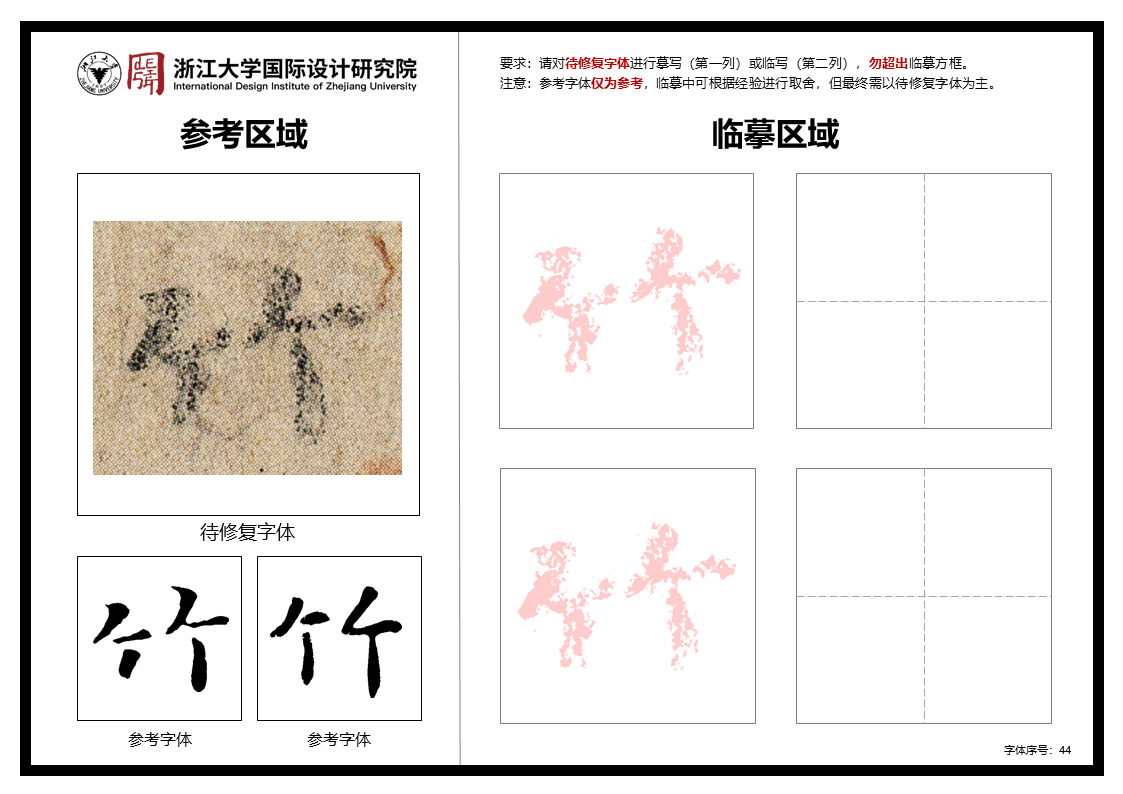 浙江大学国际设计研究院
International Design Institute of Zhejiang University
参考区域
竹
待修复字体
竹
竹
参考字体
参考字体
要求：请对待修复字体进行摹写（第一列）或临写（第二列），勿超出临摹方框。
注意：参考字体仅为参考，临摹中可根据经验进行取舍，但最终需以待修复字体为主。
临摹区域
竹
竹
字体序号：44